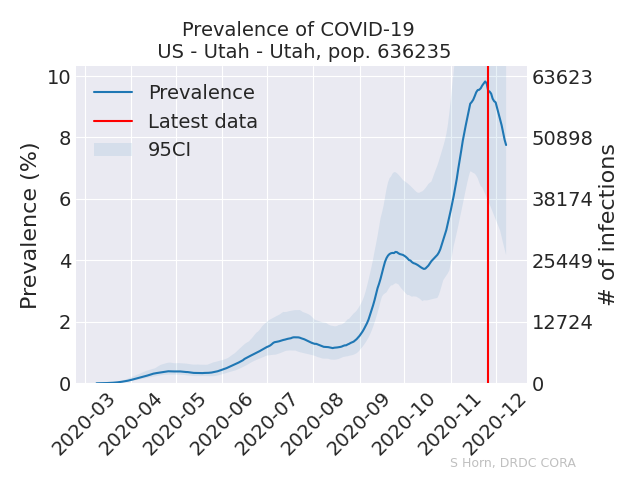 Prevalence of COVID-19
US - Utah - Utah, pop. 636235
Prevalence
Latest data
95CI
Prevalence (%)
10
8
6
4
2
0
63623
50898
38174
25449
12724
0
# of infections
2020-03
2020-04
2020-05
2020-06
2020-07
2020-08
2020-09
2020-10
2020-11
2020-12
S Horn, DRDC CORA